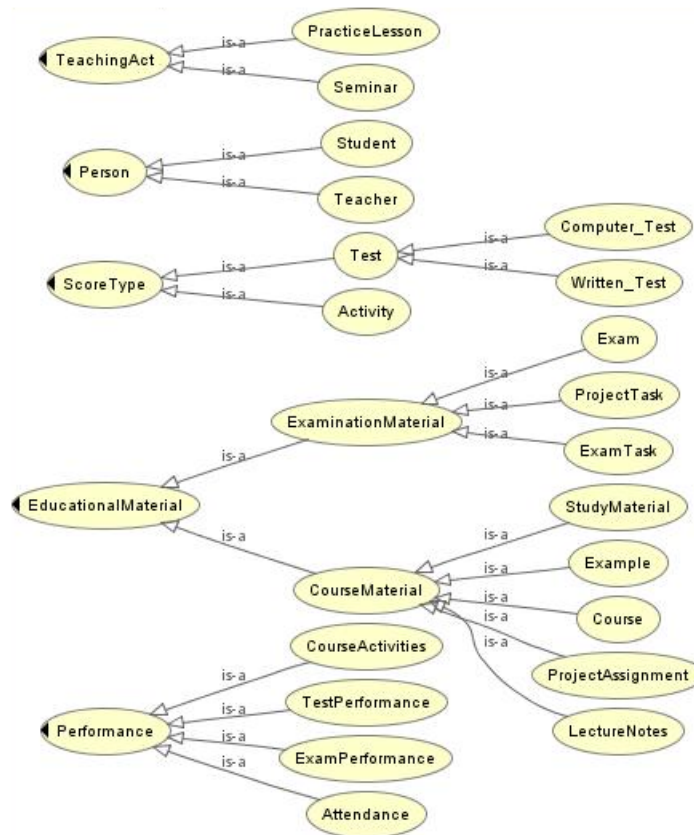 PracticeLesson
is-a
TeachingAct
is-a
Seminar
Student
is-a
Person
is-a
Teacher
Computer_Test
is-a
Test
is-a
is-a
Written_Test
ScoreType
is-a
Activity
Exam
is-a
ProjectTask
is-a
ExaminationMaterial
is-a
ExamTask
is-a
EducationalMaterial
StudyMaterial
is-a
is-a
Example
is-a
CourseMaterial
is-a
Course
is-a
is-a
CourseActivities
ProjectAssignment
is-a
TestPerformance
is-a
Performance
LectureNotes
is-a
ExamPerformance
is-a
Attendance